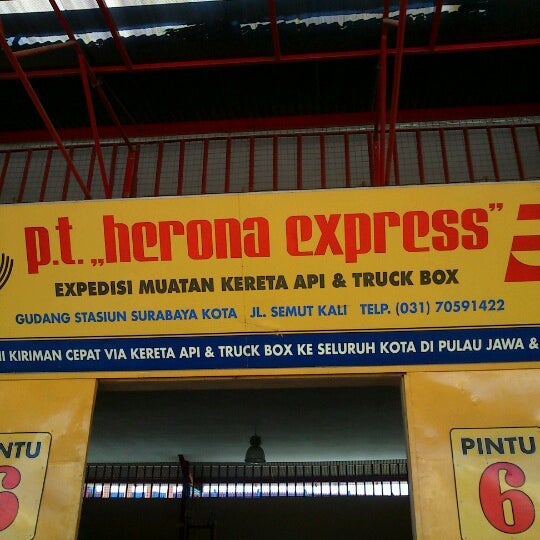 p.t. „herona express”
EXPEDISI MUATAN KERETA API & TRUCK BOX
GUDANG STASIUN SURABAYA KOTA JL. SEMUT KALI TELP. (031) 70591422
KIRIMAN CEPAT VIA KERETA API & TRUCK BOX KE SELURUH KOTA DI PULAU JAWA &
NTU
6
PINTU
6